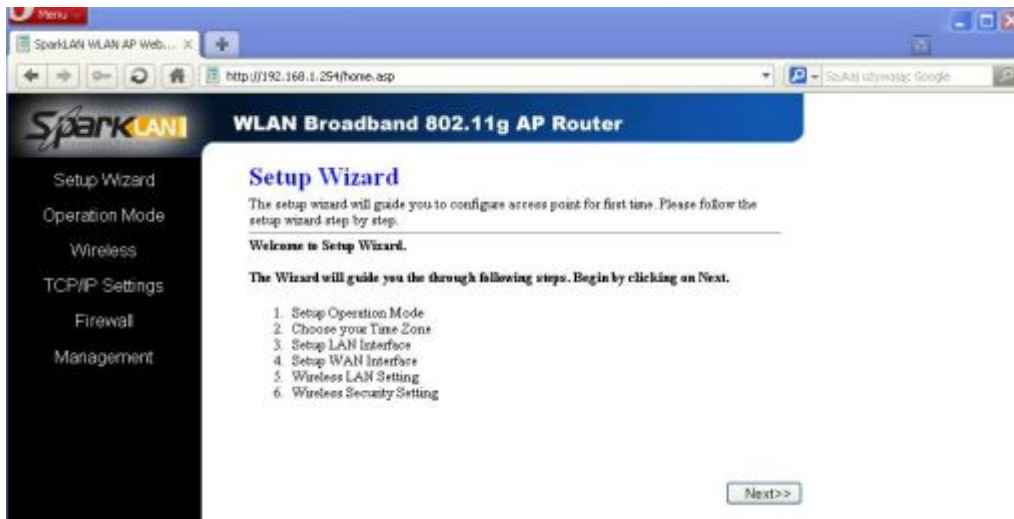 Menu
SparkLAN WLAN AP Web...
http://192.168.1.254/home.asp
Szukaj używając Google
SparkLAN
WLAN Broadband 802.11g AP Router
Setup Wizard
Operation Mode
Wireless
TCP/IP Settings
Firewall
Management
Setup Wizard
The setup wizard will guide you to configure access point for first time. Please follow the
setup wizard step by step.
Welcome to Setup Wizard.
The Wizard will guide you the through following steps. Begin by clicking on Next.
1. Setup Operation Mode
2. Choose your Time Zone
3. Setup LAN Interface
4. Setup WAN Interface
5. Wireless LAN Setting
6. Wireless Security Setting
Next>>